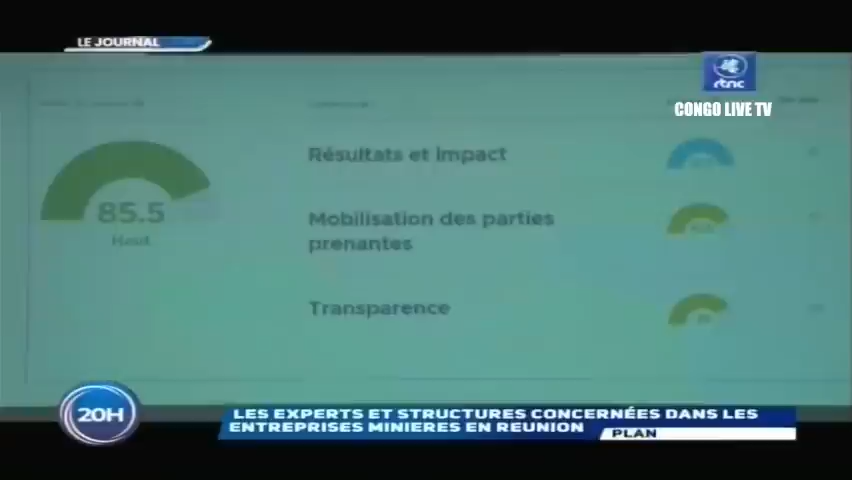 LE JOURNAL
rtnc
CONGO LIVE TV
Résultats et impact
85.5
Haut
Mobilisation des parties
prenantes
Transparence
20H
LES EXPERTS ET STRUCTURES CONCERNÉES DANS LES
ENTREPRISES MINIERES EN REUNION
PLAN